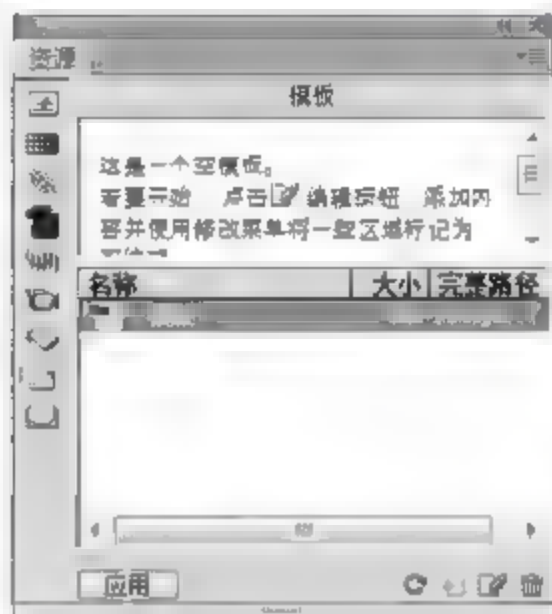 资源
模板
这是一个空模板。
若要开始 点击 编辑按钮 添加内
容并使用修改菜单将一些区域标记为
名称 大小 完整路径
应用